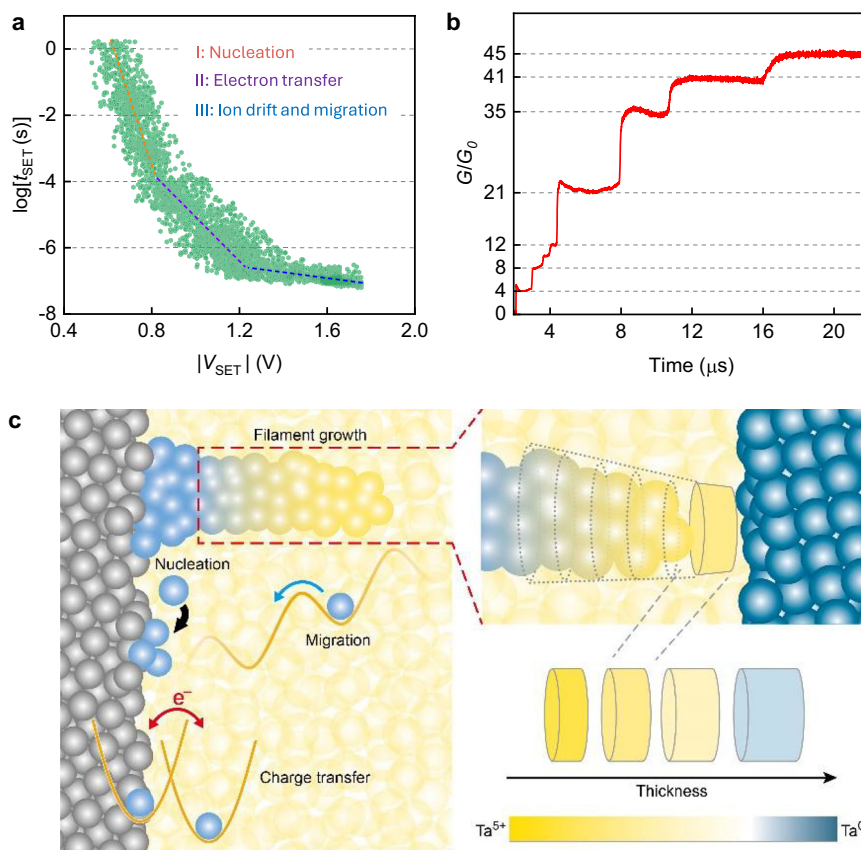 a
I: Nucleation
II: Electron transfer
III: Ion drift and migration
0
-2
-4
-6
-8
log[tSET (s)]
0.4 0.8 1.2 1.6 2.0
|VSET| (V)
b
45
41
35
21
12
8
4
0
G/G0
4 8 12 16 20
Time (μs)
c
Filament growth
Nucleation
Migration
e−
Charge transfer
Thickness
Ta5+ Ta0